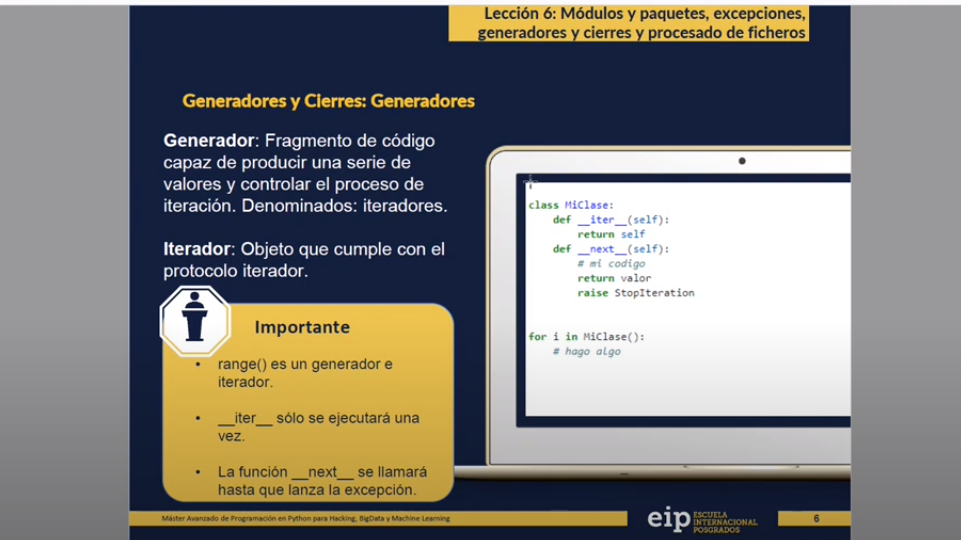 Lección 6: Módulos y paquetes, excepciones,
generadores y cierres y procesado de ficheros
Generadores y Cierres: Generadores
Generador: Fragmento de código
capaz de producir una serie de
valores y controlar el proceso de
iteración. Denominados: iteradores.
Iterador: Objeto que cumple con el
protocolo iterador.
Importante
• range() es un generador e
iterador.
• __iter__ sólo se ejecutará una
vez.
• La función __next__ se llamará
hasta que lanza la excepción.
class MiClase:
def __iter__(self):
return self
def __next__(self):
# mi codigo
return valor
raise StopIteration
for i in MiClase():
# hago algo
Máster Avanzado de Programación en Python para Hacking, BigData y Machine Learning
eip ESCUELA
INTERNACIONAL
POSGRADOS
6